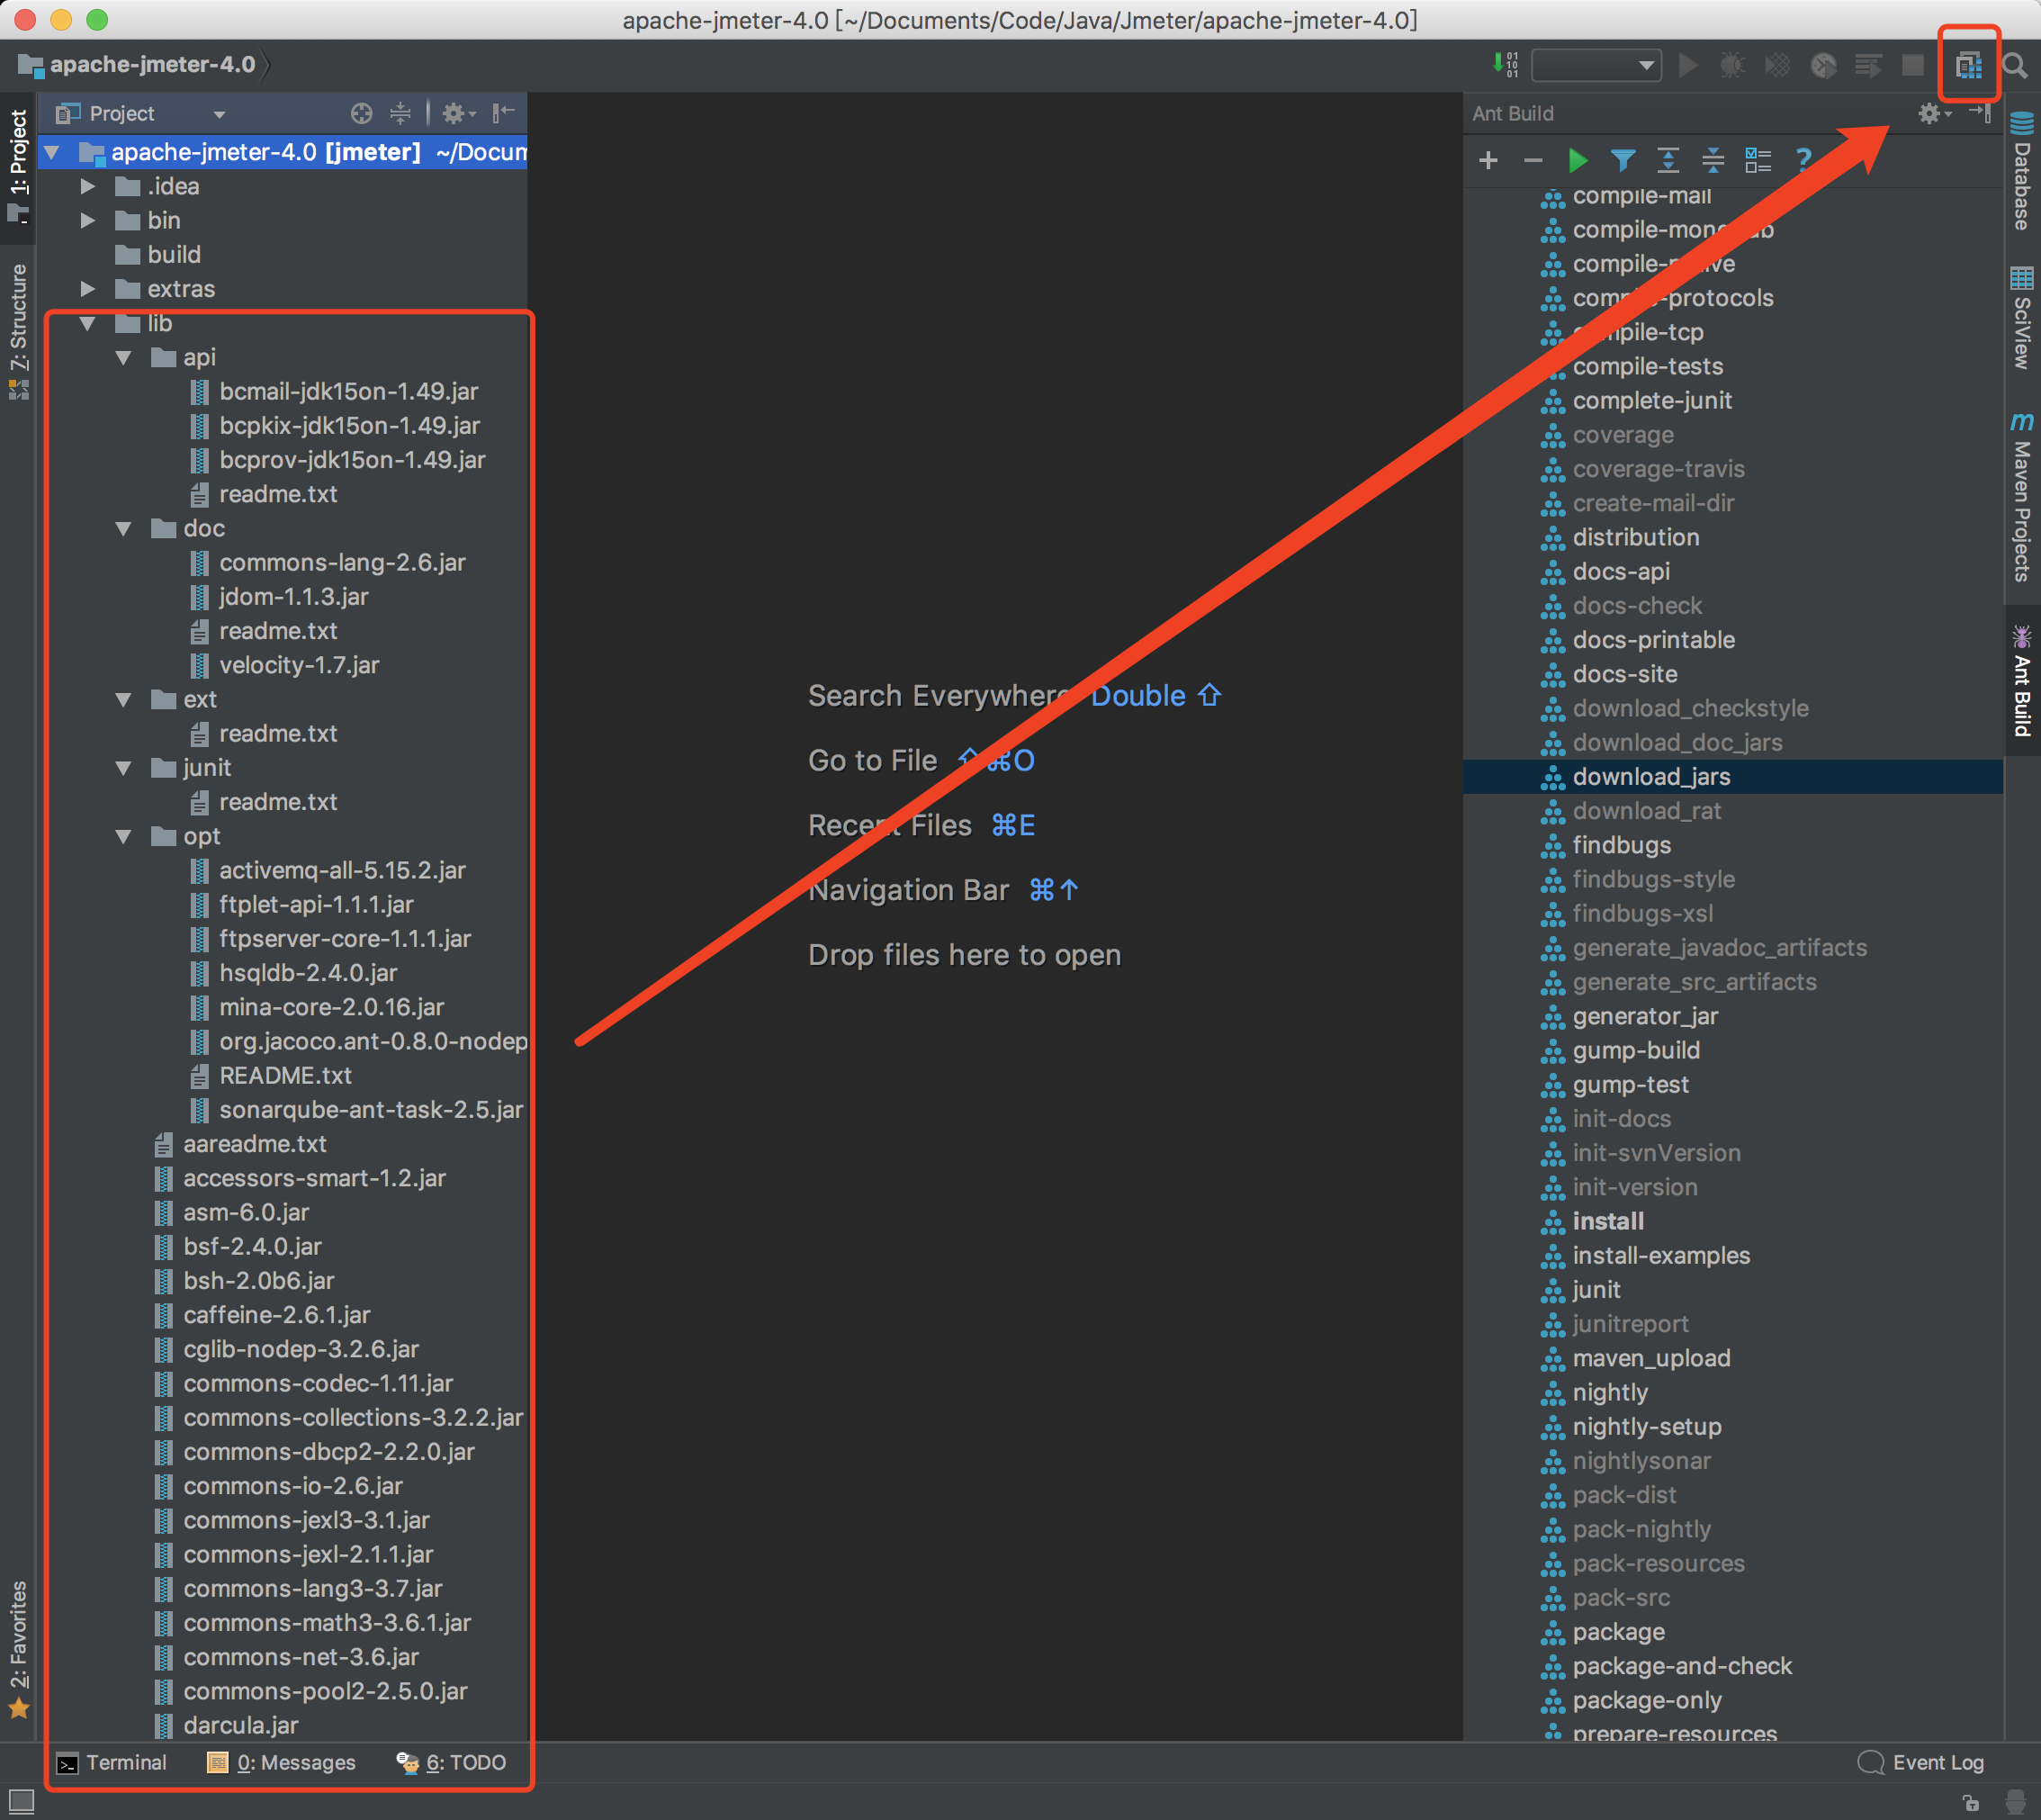 apache-jmeter-4.0 [~/Documents/Code/Java/Jmeter/apache-jmeter-4.0]
apache-jmeter-4.0
1: Project
Z: Structure
2: Favorites
Project
apache-jmeter-4.0 [jmeter] ~/Docum
.idea
bin
build
extras
lib
api
bcmail-jdk15on-1.49.jar
bcpkix-jdk15on-1.49.jar
bcprov-jdk15on-1.49.jar
readme.txt
doc
commons-lang-2.6.jar
jdom-1.1.3.jar
readme.txt
velocity-1.7.jar
ext
readme.txt
junit
readme.txt
opt
activemq-all-5.15.2.jar
ftplet-api-1.1.1.jar
ftpserver-core-1.1.1.jar
hsqldb-2.4.0.jar
mina-core-2.0.16.jar
org.jacoco.ant-0.8.0-nodep
README.txt
sonarqube-ant-task-2.5.jar
aareadme.txt
accessors-smart-1.2.jar
asm-6.0.jar
bsf-2.4.0.jar
bsh-2.0b6.jar
caffeine-2.6.1.jar
cglib-nodep-3.2.6.jar
commons-codec-1.11.jar
commons-collections-3.2.2.jar
commons-dbcp2-2.2.0.jar
commons-io-2.6.jar
commons-jexl3-3.1.jar
commons-jexl-2.1.1.jar
commons-lang3-3.7.jar
commons-math3-3.6.1.jar
commons-net-3.6.jar
commons-pool2-2.5.0.jar
darcula.jar
Search Everywhere Double ⇧
Go to File ⇧⌘O
Recent Files ⌘E
Navigation Bar ⌘↑
Drop files here to open
Ant Build
compile-mail
compile-protocols
compile-tcp
compile-tests
complete-junit
coverage
coverage-travis
create-mail-dir
distribution
docs-api
docs-check
docs-printable
docs-site
download_checkstyle
download_doc_jars
download_jars
download_rat
findbugs
findbugs-style
findbugs-xsl
generate_javadoc_artifacts
generate_src_artifacts
generator_jar
gump-build
gump-test
init-docs
init-svnVersion
init-version
install
install-examples
junit
junitreport
maven_upload
nightly
nightly-setup
nightlysonar
pack-dist
pack-nightly
pack-resources
pack-src
package
package-and-check
package-only
prepare-resources
Database
SciView
Maven Projects
Ant Build
Terminal
0: Messages
6: TODO
Event Log